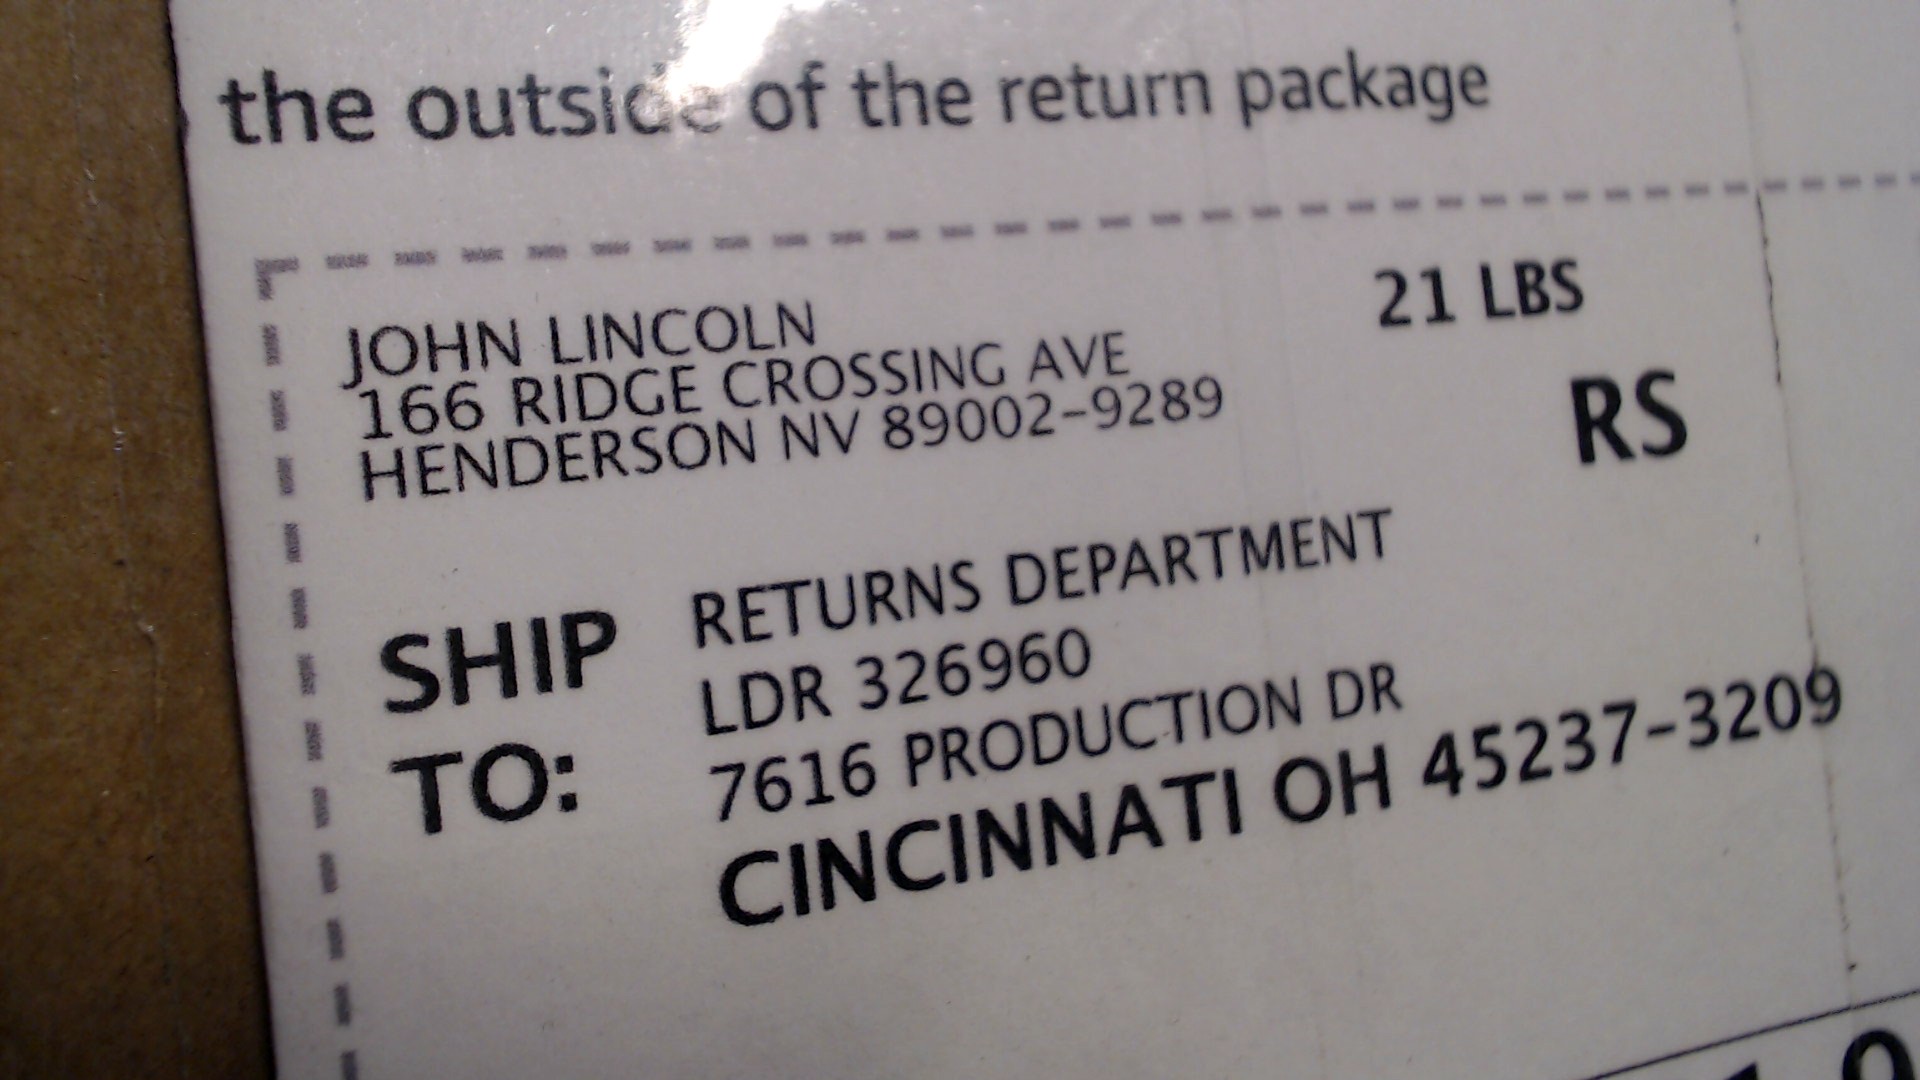 the outside of the return package
JOHN LINCOLN
166 RIDGE CROSSING AVE
HENDERSON NV 89002-9289
21 LBS
RS
SHIP TO:
RETURNS DEPARTMENT
LDR 326960
7616 PRODUCTION DR
CINCINNATI OH 45237-3209